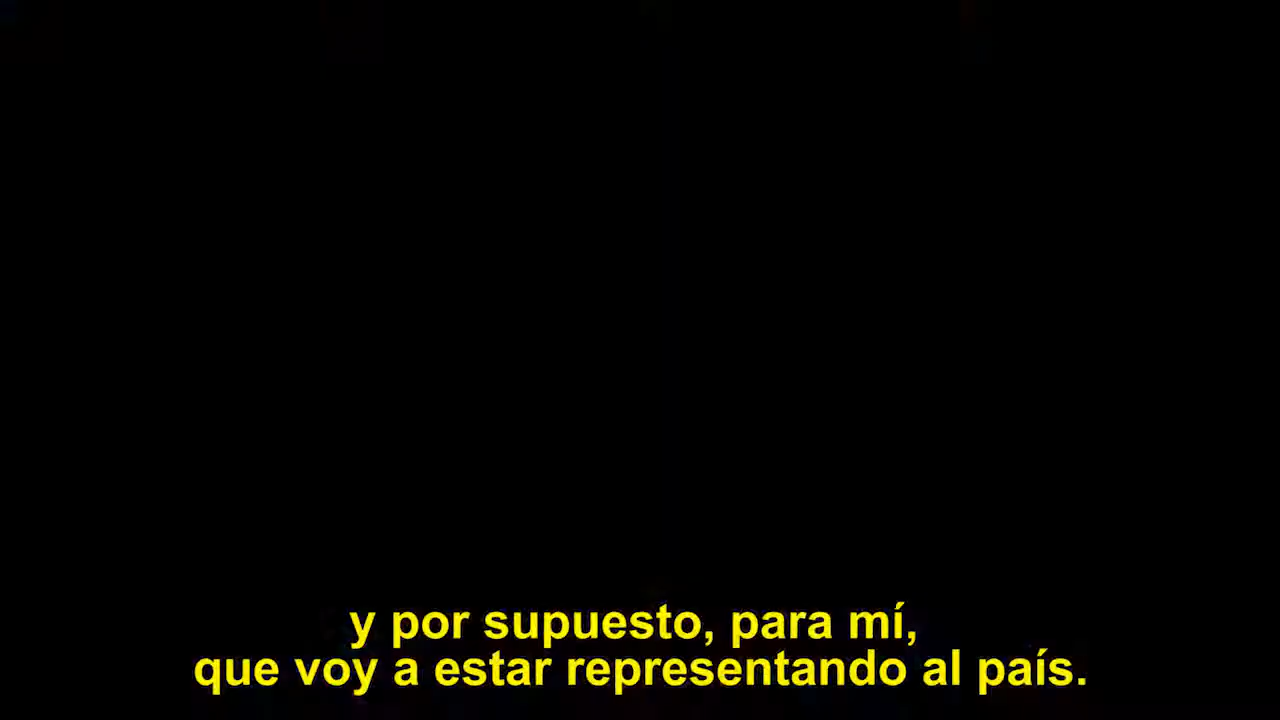 y por supuesto, para mí,
que voy a estar representando al país.